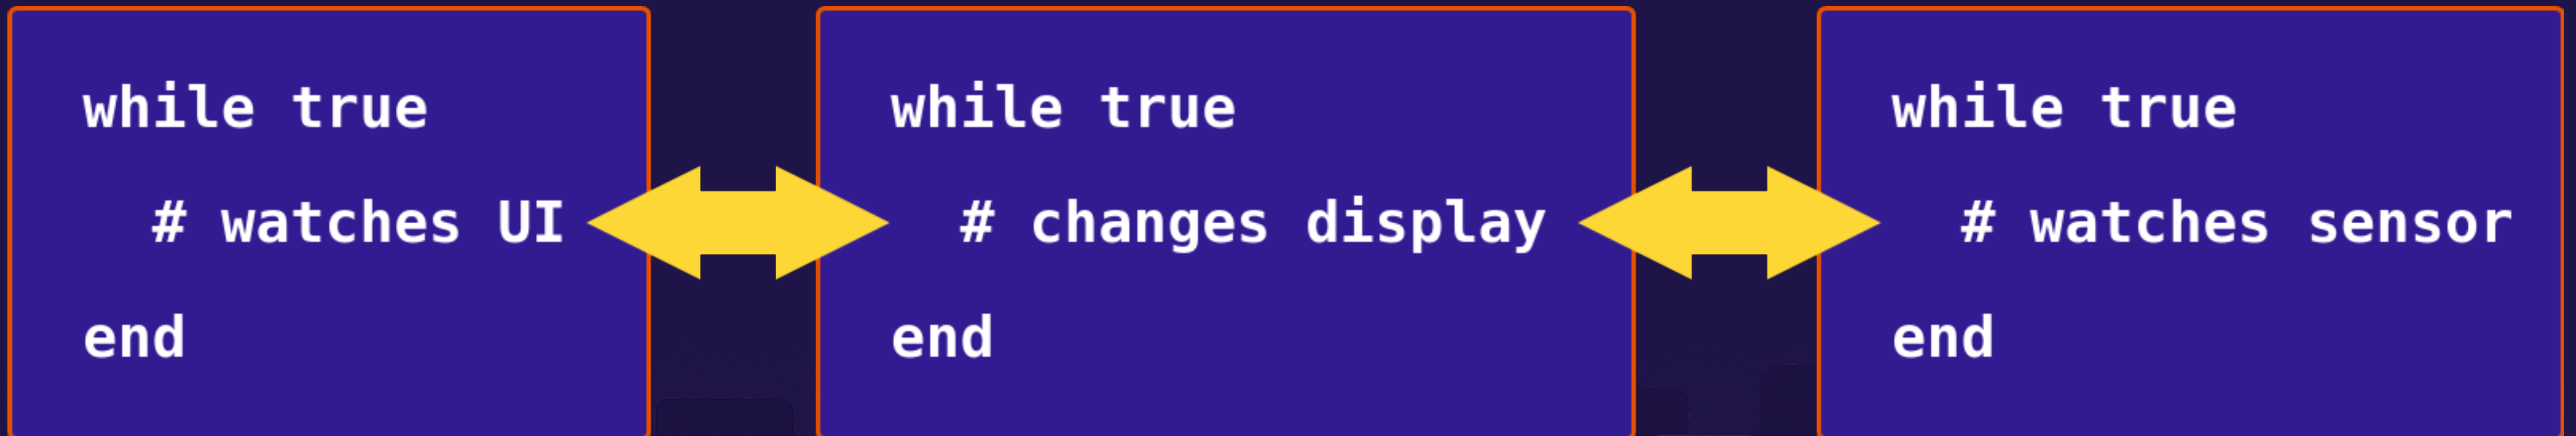 while true
  # watches UI
end
while true
  # changes display
end
while true
  # watches sensor
end